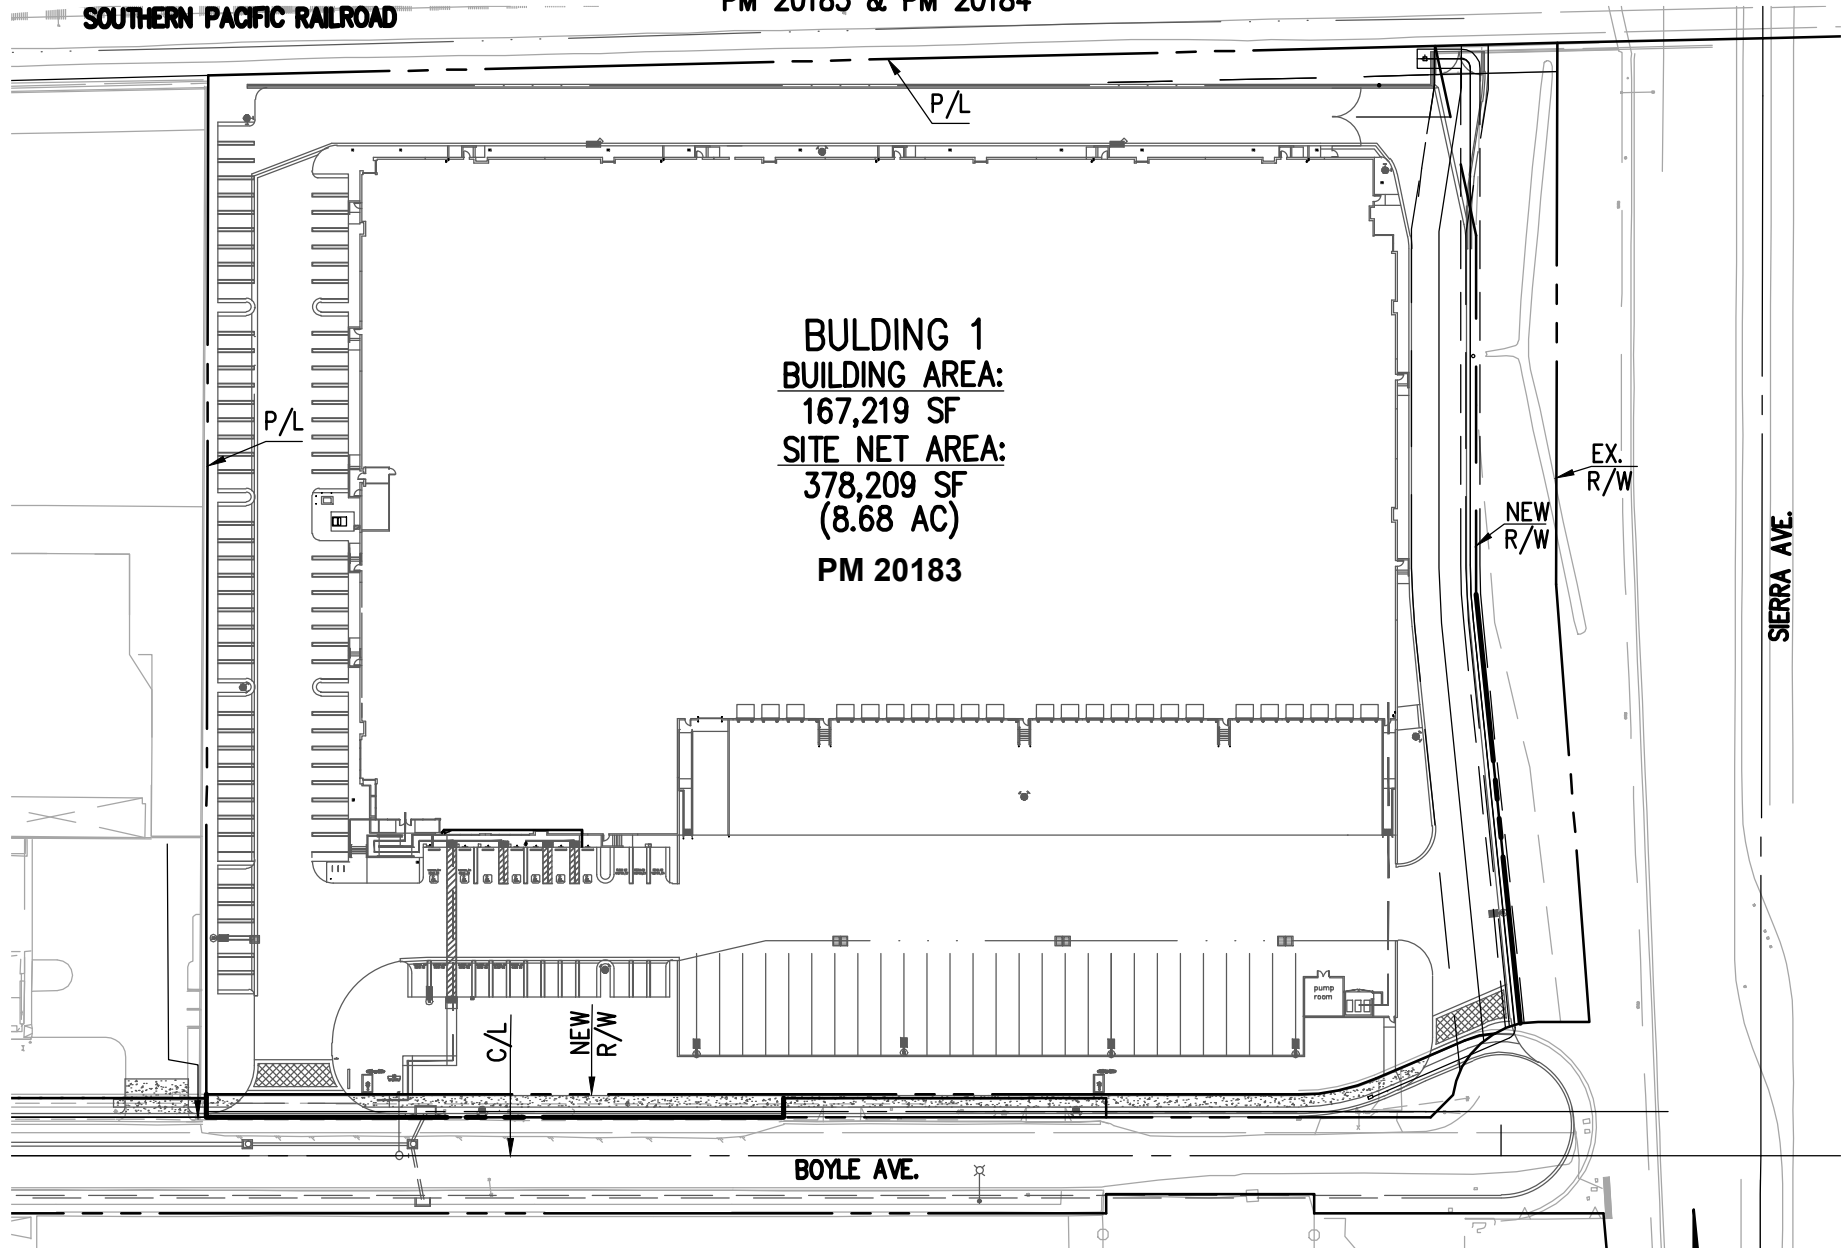 PM 20183 & PM 20184
SOUTHERN PACIFIC RAILROAD
P/L
BULDING 1
BUILDING AREA:
167,219 SF
SITE NET AREA:
378,209 SF
(8.68 AC)
PM 20183
P/L
EX.
R/W
NEW
R/W
SIERRA AVE.
pump
room
C/L
NEW
R/W
BOYLE AVE.